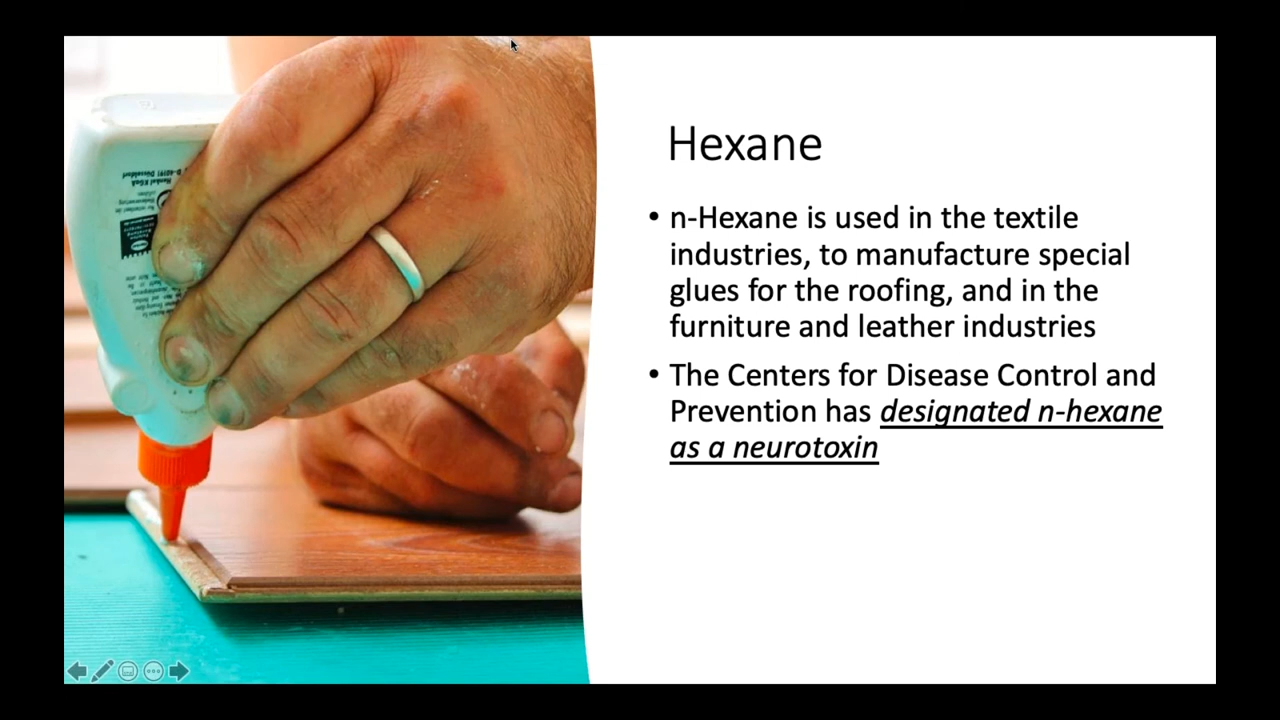 Hexane
• n-Hexane is used in the textile
industries, to manufacture special
glues for the roofing, and in the
furniture and leather industries
• The Centers for Disease Control and
Prevention has designated n-hexane
as a neurotoxin